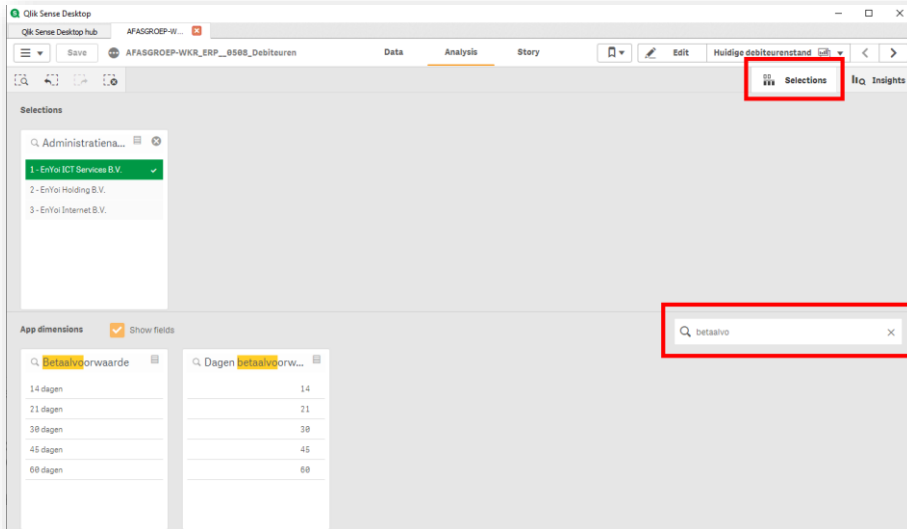 Qlik Sense Desktop
Qlik Sense Desktop hub
AFASGROEP-W...
Save
AFASGROEP-WKR_ERP__0508_Debiteuren
Data
Analysis
Story
Edit
Huidige debiteurenstand
Selections
Insights
Selections
Administratiena...
1 - EnYoi ICT Services B.V.
2 - EnYoi Holding B.V.
3 - EnYoi Internet B.V.
App dimensions
Show fields
betaalvo
Betaalvoorwaarde
Dagen betaalvoorw...
14 dagen
14
21 dagen
21
30 dagen
30
45 dagen
45
60 dagen
60